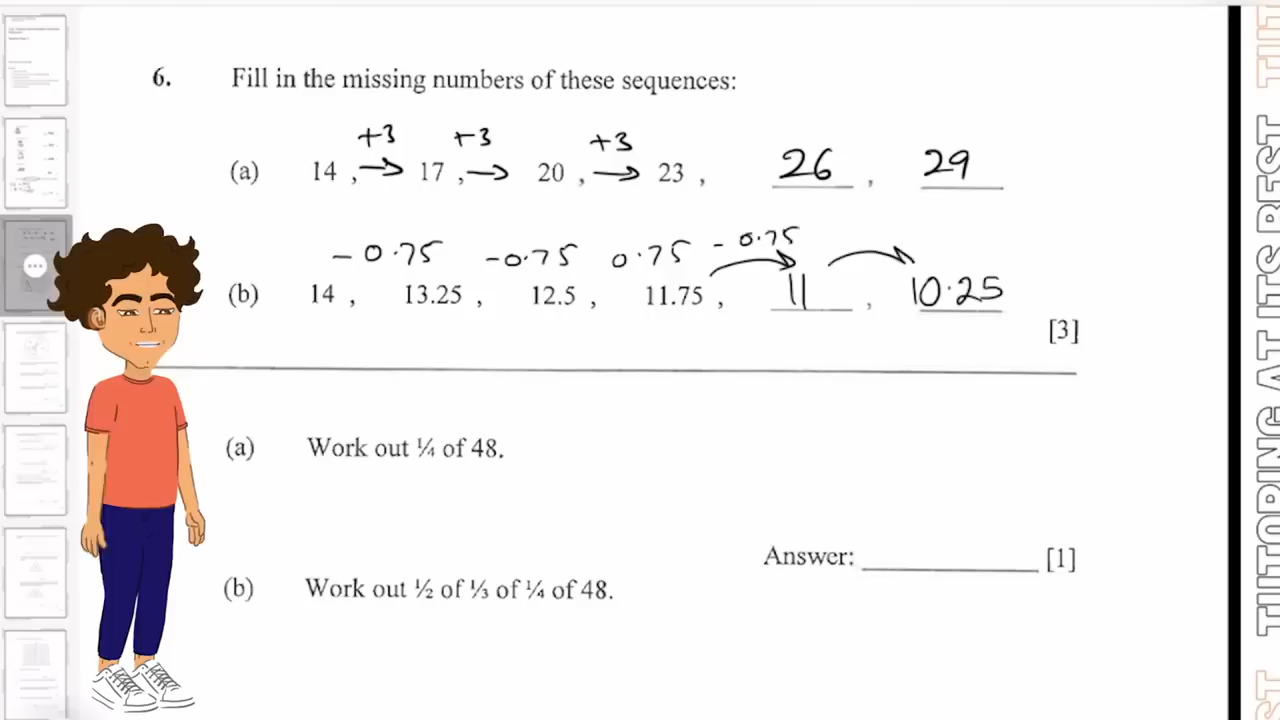 6. Fill in the missing numbers of these sequences:
+3 +3 +3
(a) 14 , 17 , 20 , 23 , 26 , 29
- 0.75 -0.75 0.75 - 0.75
(b) 14 , 13.25 , 12.5 , 11.75 , 11 , 10.25
[3]
(a) Work out ¼ of 48.
Answer: ____________ [1]
(b) Work out ½ of ⅓ of ¼ of 48.
TUTORING AT ITS BEST